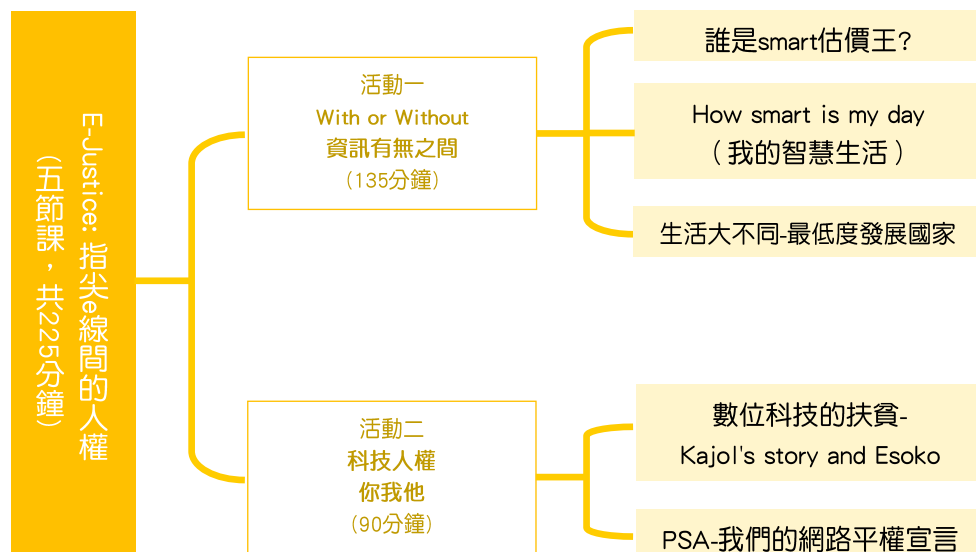 E-Justice: 指尖e線間的人權
(五節課，共225分鐘)
活動一
With or Without
資訊有無之間
(135分鐘)
誰是smart估價王?
How smart is my day
(我的智慧生活)
生活大不同-最低度發展國家
活動二
科技人權
你我他
(90分鐘)
數位科技的扶貧-
Kajol's story and Esoko
PSA-我們的網路平權宣言